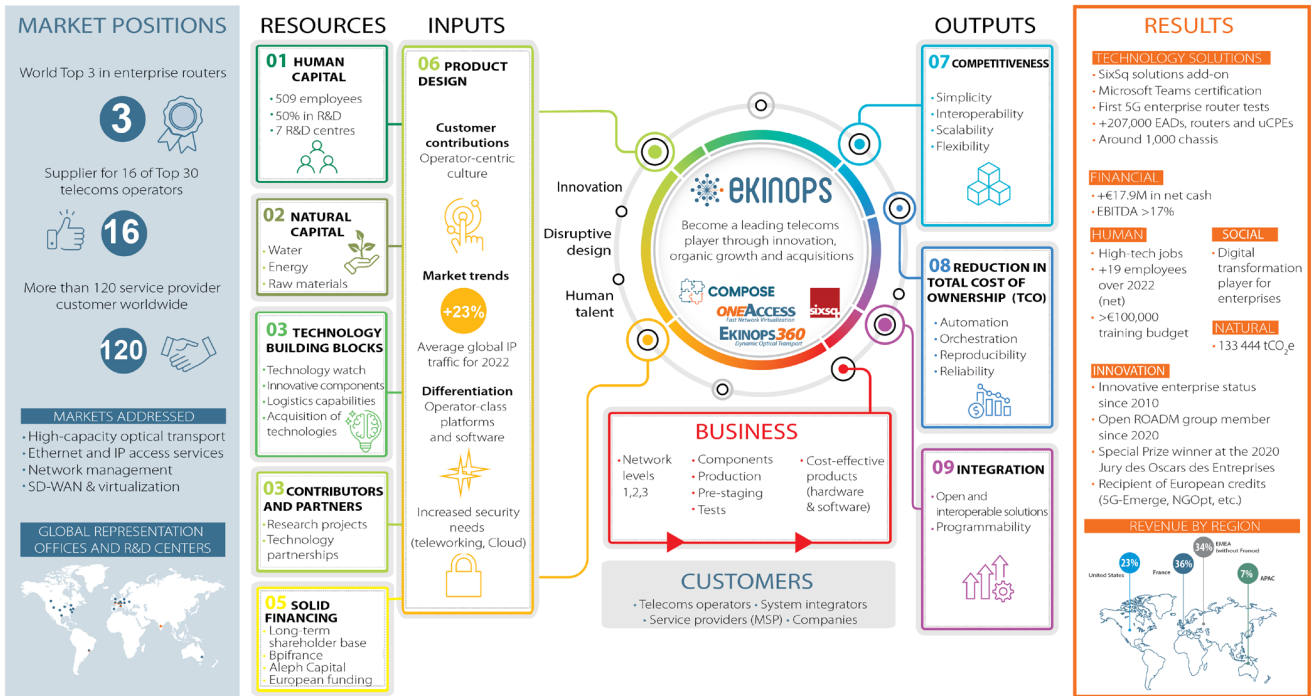 MARKET POSITIONS
World Top 3 in enterprise routers
3
Supplier for 16 of Top 30
telecoms operators
16
More than 120 service provider
customer worldwide
120
MARKETS ADDRESSED
• High-capacity optical transport
• Ethernet and IP access services
• Network management
• SD-WAN & virtualization
GLOBAL REPRESENTATION
OFFICES AND R&D CENTERS
RESOURCES
01 HUMAN
CAPITAL
• 509 employees
• 50% in R&D
• 7 R&D centres
02 NATURAL
CAPITAL
• Water
• Energy
• Raw materials
03 TECHNOLOGY
BUILDING BLOCKS
• Technology watch
• Innovative components
• Logistics capabilities
• Acquisition of
technologies
03 CONTRIBUTORS
AND PARTNERS
• Research projects
• Technology
partnerships
05 SOLID
FINANCING
• Long-term
shareholder base
• Bpifrance
• Aleph Capital
• European funding
INPUTS
06 PRODUCT
DESIGN
Customer
contributions
Operator-centric
culture
Market trends
+23%
Average global IP
traffic for 2022
Differentiation
Operator-class
platforms
and software
Increased security
needs
(teleworking, Cloud)
Innovation
Disruptive
design
Human
talent
EKINOPS
Become a leading telecoms
player through innovation,
organic growth and acquisitions
COMPOSE
ONEACCESS
Fast Network Virtualization
sixsq.
EKINOPS360
Dynamic Optical Transport
BUSINESS
• Network
levels
1,2,3
• Components
• Production
• Pre-staging
• Tests
• Cost-effective
products
(hardware
& software)
CUSTOMERS
• Telecoms operators • System integrators
• Service providers (MSP) • Companies
OUTPUTS
07 COMPETITIVENESS
• Simplicity
• Interoperability
• Scalability
• Flexibility
08 REDUCTION IN
TOTAL COST OF
OWNERSHIP (TCO)
• Automation
• Orchestration
• Reproducibility
• Reliability
09 INTEGRATION
• Open and
interoperable solutions
• Programmability
RESULTS
TECHNOLOGY SOLUTIONS
• SixSq solutions add-on
• Microsoft Teams certification
• First 5G enterprise router tests
• +207,000 EADs, routers and uCPEs
• Around 1,000 chassis
FINANCIAL
• +€17.9M in net cash
• EBITDA >17%
HUMAN
• High-tech jobs
• +19 employees
over 2022
(net)
• >€100,000
training budget
SOCIAL
• Digital
transformation
player for
enterprises
NATURAL
• 133 444 tCO2e
INNOVATION
• Innovative enterprise status
since 2010
• Open ROADM group member
since 2020
• Special Prize winner at the 2020
Jury des Oscars des Entreprises
• Recipient of European credits
(5G-Emerge, NGOpt, etc.)
REVENUE BY REGION
United States
23%
France
36%
34%
EMEA
(without France)
7%
APAC